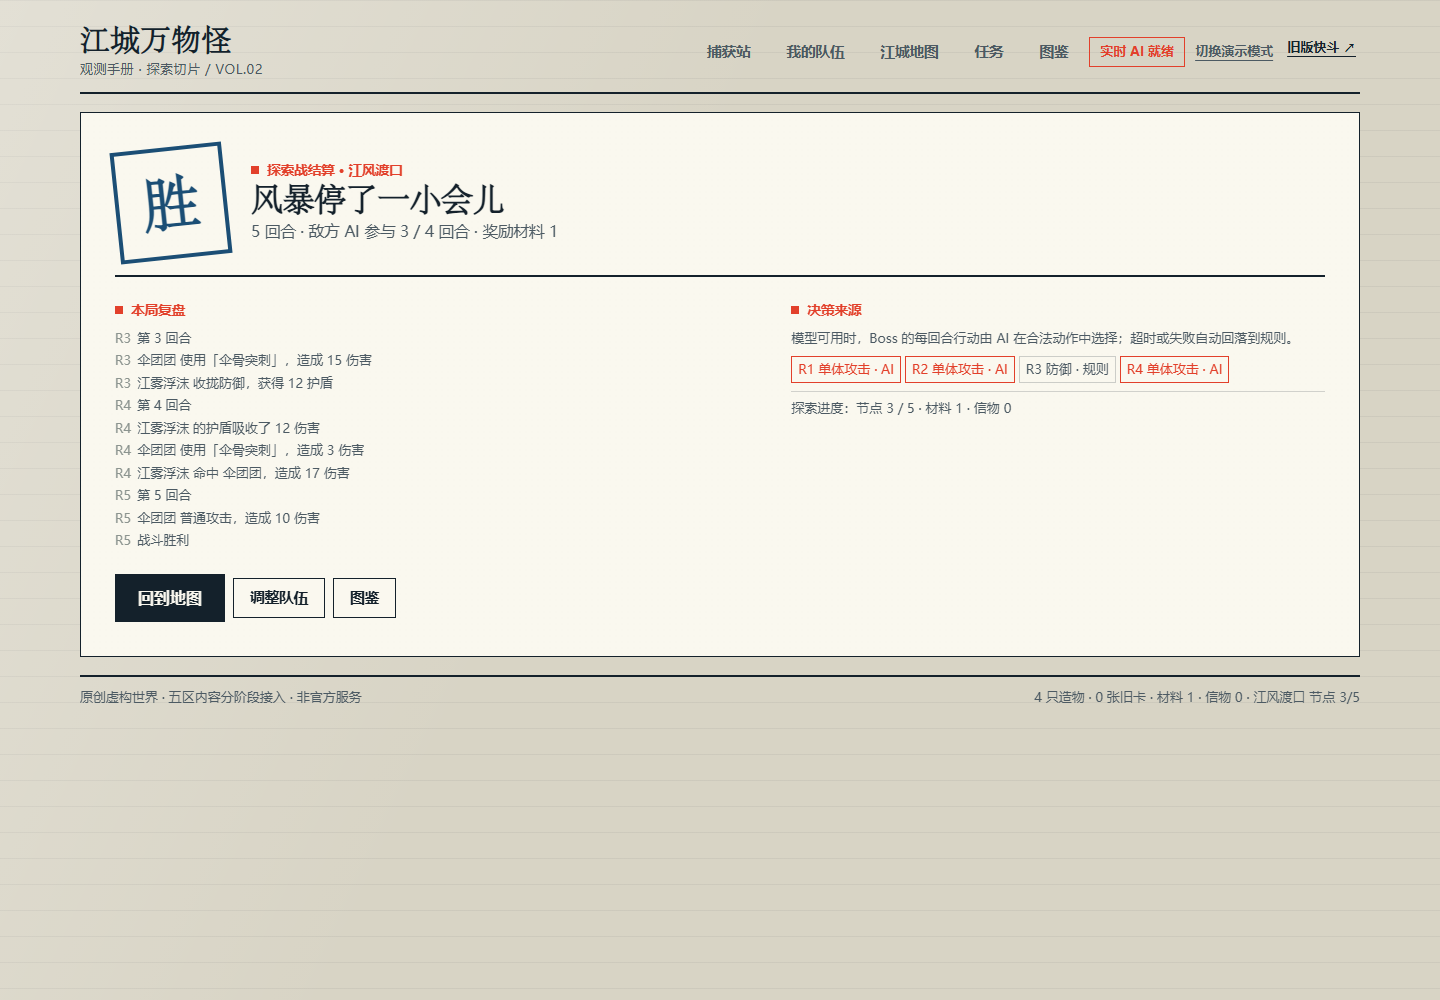 江城万物怪
观测手册 · 探索切片 / VOL.02
捕获站 我的队伍 江城地图 任务 图鉴 实时 AI 就绪 切换演示模式 旧版快斗 ↗
胜
探索战结算 • 江风渡口
风暴停了一小会儿
5 回合 · 敌方 AI 参与 3 / 4 回合 · 奖励材料 1
本局复盘
R3 第 3 回合
R3 伞团团 使用「伞骨突刺」，造成 15 伤害
R3 江雾浮沫 收拢防御，获得 12 护盾
R4 第 4 回合
R4 江雾浮沫 的护盾吸收了 12 伤害
R4 伞团团 使用「伞骨突刺」，造成 3 伤害
R4 江雾浮沫 命中 伞团团，造成 17 伤害
R5 第 5 回合
R5 伞团团 普通攻击，造成 10 伤害
R5 战斗胜利
决策来源
模型可用时，Boss 的每回合行动由 AI 在合法动作中选择；超时或失败自动回落到规则。
R1 单体攻击 · AI R2 单体攻击 · AI R3 防御 · 规则 R4 单体攻击 · AI
探索进度：节点 3 / 5 · 材料 1 · 信物 0
回到地图 调整队伍 图鉴
原创虚构世界 · 五区内容分阶段接入 · 非官方服务
4 只造物 · 0 张旧卡 · 材料 1 · 信物 0 · 江风渡口 节点 3/5